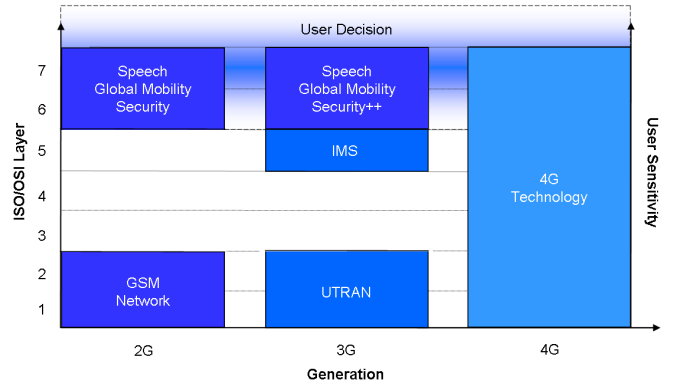 User Decision
7
6
5
4
3
2
1
ISO/OSI Layer
Speech
Global Mobility
Security
GSM
Network
Speech
Global Mobility
Security++
IMS
UTRAN
4G
Technology
User Sensitivity
2G
3G
4G
Generation